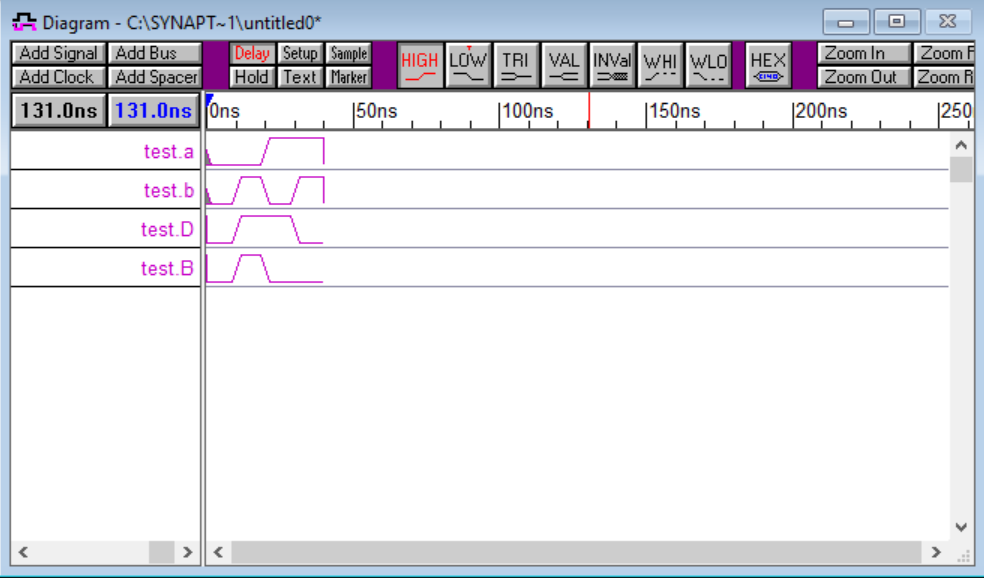 Diagram - C:\SYNAPT~1\untitled0*
Add Signal Add Bus Delay Setup Sample HIGH LOW TRI VAL INVal WHI WLO HEX Zoom In Zoom F
Add Clock Add Spacer Hold Text Marker Zoom Out Zoom R
131.0ns 131.0ns 0ns 50ns 100ns 150ns 200ns 250
test.a
test.b
test.D
test.B